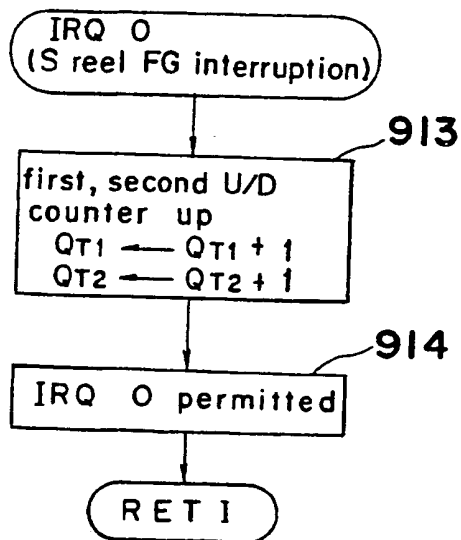 IRQ 0
(S reel FG interruption)
913
first, second U/D
counter up
QT1 ← QT1 + 1
QT2 ← QT2 + 1
914
IRQ 0 permitted
RETI